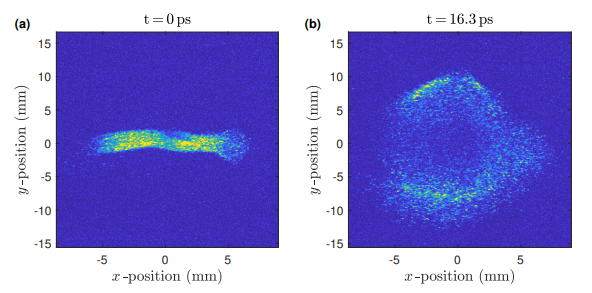 (a) t = 0 ps
15
10
5
0
-5
-10
-15
y-position (mm)
-5 0 5
x-position (mm)
(b) t = 16.3 ps
15
10
5
0
-5
-10
-15
y-position (mm)
-5 0 5
x-position (mm)